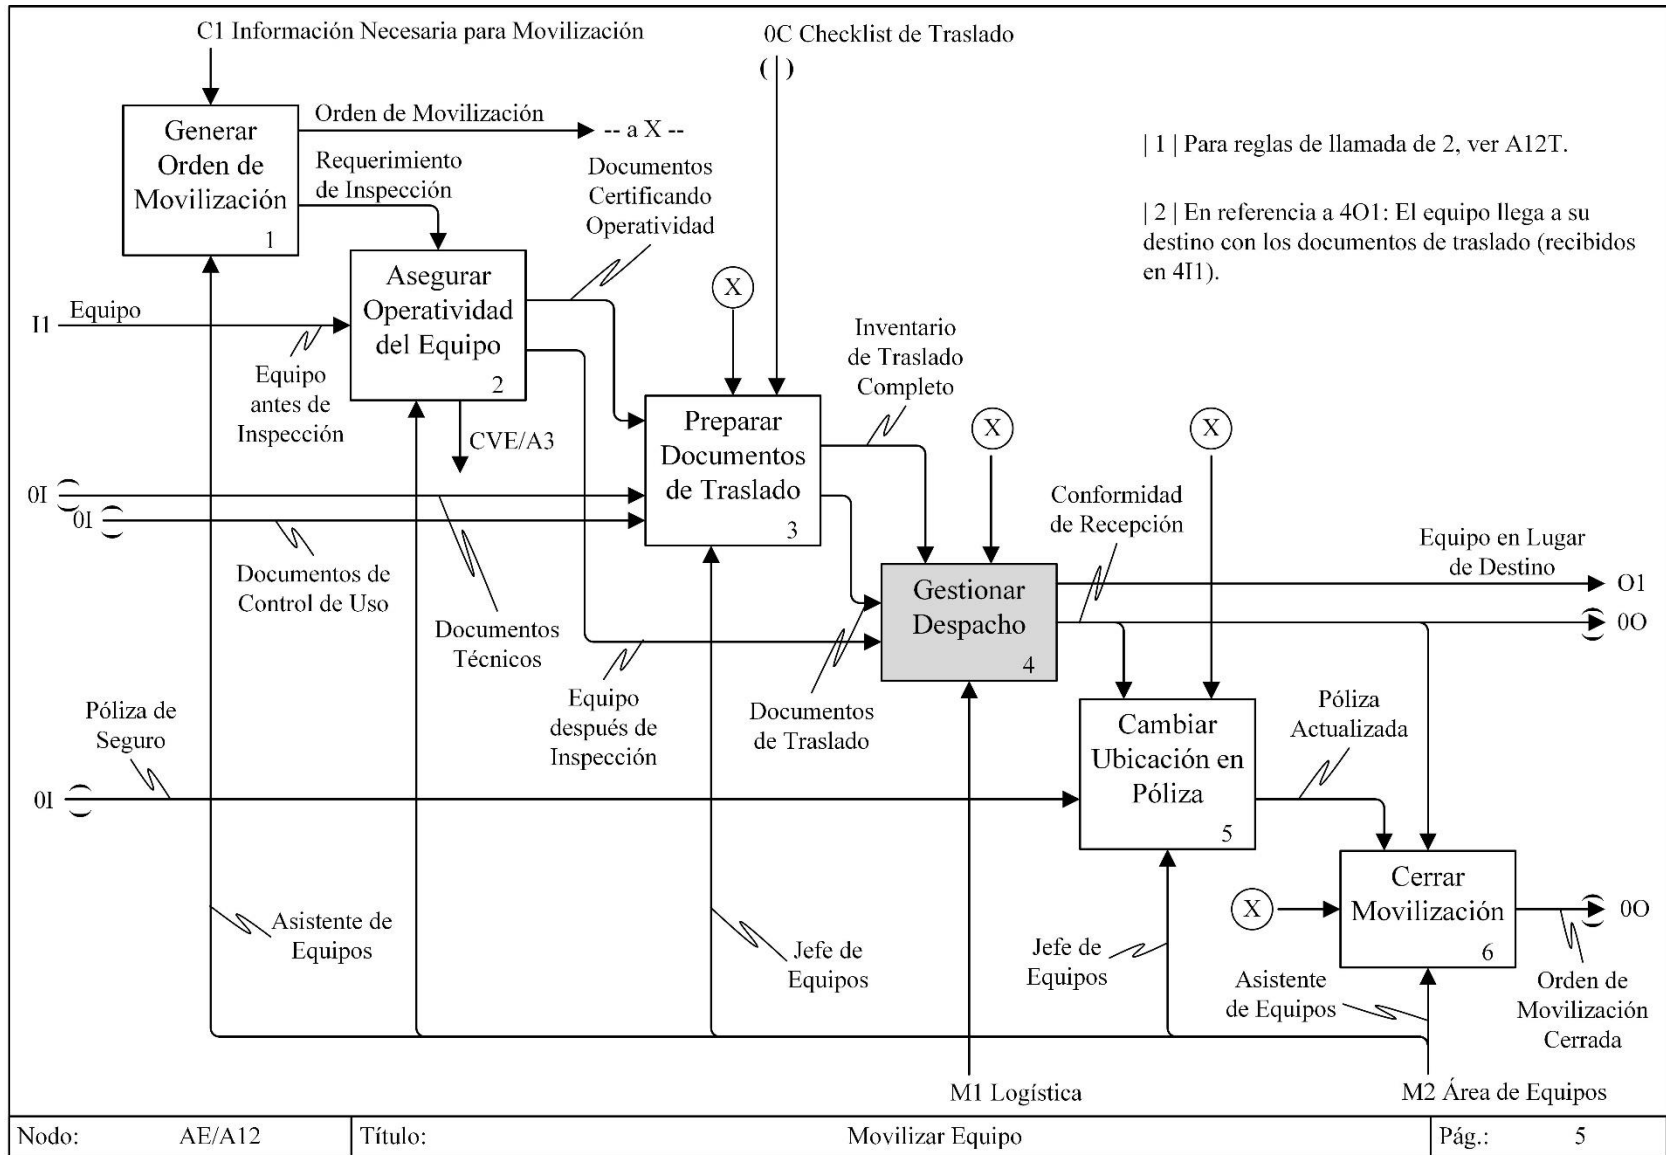 C1 Información Necesaria para Movilización
0C Checklist de Traslado
( )
Generar
Orden de
Movilización
1
Orden de Movilización
-- a X --
Requerimiento
de Inspección
Documentos
Certificando
Operatividad
| 1 | Para reglas de llamada de 2, ver A12T.
| 2 | En referencia a 4O1: El equipo llega a su
destino con los documentos de traslado (recibidos
en 4I1).
Asegurar
Operatividad
del Equipo
2
X
I1
Equipo
Equipo
antes de
Inspección
CVE/A3
Inventario
de Traslado
Completo
Preparar
Documentos
de Traslado
3
X
X
0I
0I
Documentos de
Control de Uso
Documentos
Técnicos
Conformidad
de Recepción
Equipo en Lugar
de Destino
O1
0O
Gestionar
Despacho
4
Equipo
después de
Inspección
Documentos
de Traslado
Póliza de
Seguro
0I
Cambiar
Ubicación en
Póliza
5
Póliza
Actualizada
Cerrar
Movilización
6
X
0O
Asistente de
Equipos
Jefe de
Equipos
Jefe de
Equipos
Asistente
de Equipos
Orden de
Movilización
Cerrada
M1 Logística
M2 Área de Equipos
Nodo: AE/A12 Título: Movilizar Equipo Pág.: 5